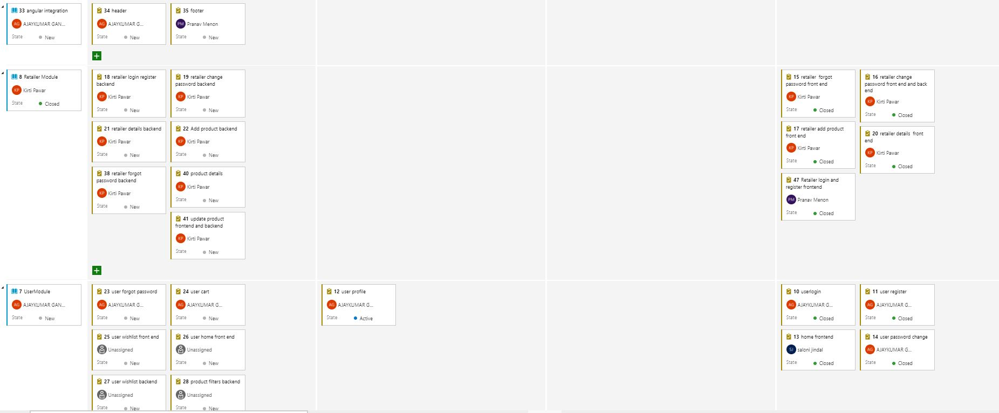 33 angular integration
AG AJAYKUMAR GAN...
State New
34 header
AG AJAYKUMAR G...
State New
35 footer
PM Pranav Menon
State New
8 Retailer Module
KP Kirti Pawar
State Closed
18 retailer login register
backend
KP Kirti Pawar
State New
19 retailer change
password backend
KP Kirti Pawar
State New
21 retailer details backend
KP Kirti Pawar
State New
22 Add product backend
KP Kirti Pawar
State New
38 retailer forgot
password backend
KP Kirti Pawar
State New
40 product details
KP Kirti Pawar
State New
41 update product
frontend and backend
KP Kirti Pawar
State New
15 retailer forgot
password front end
KP Kirti Pawar
State Closed
16 retailer change
password front end and back
end
KP Kirti Pawar
State Closed
17 retailer add product
front end
KP Kirti Pawar
State Closed
20 retailer details front
end
KP Kirti Pawar
State Closed
47 Retailer login and
register frontend
PM Pranav Menon
State Closed
7 UserModule
AG AJAYKUMAR GAN...
State New
23 user forgot password
AG AJAYKUMAR G...
State New
24 user cart
AG AJAYKUMAR G...
State New
25 user wishlist front end
Unassigned
State New
26 user home front end
Unassigned
State New
27 user wishlist backend
Unassigned
State New
28 product filters backend
Unassigned
State New
12 user profile
AG AJAYKUMAR G...
State Active
10 userlogin
AG AJAYKUMAR G...
State Closed
11 user register
AG AJAYKUMAR G...
State Closed
13 home frontend
SJ saloni jindal
State Closed
14 user password change
AG AJAYKUMAR G...
State Closed